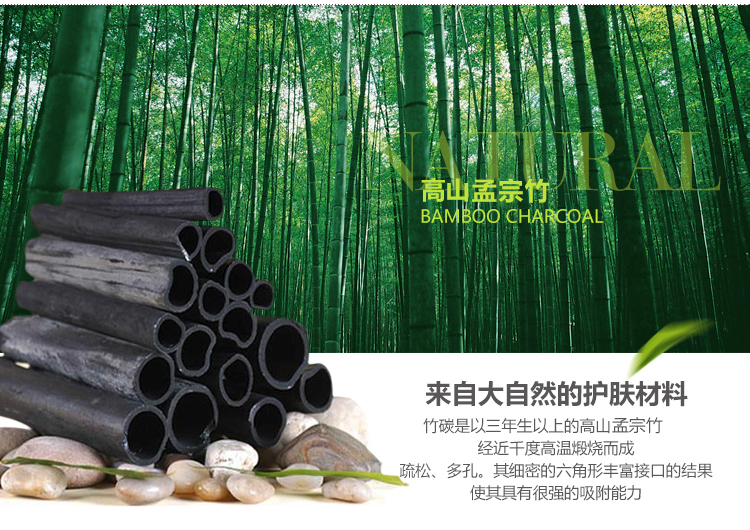 NATURAL
高山孟宗竹
BAMBOO CHARCOAL
来自大自然的护肤材料
竹碳是以三年生以上的高山孟宗竹
经近千度高温煅烧而成
疏松、多孔。其细密的六角形丰富接口的结果
使其具有很强的吸附能力